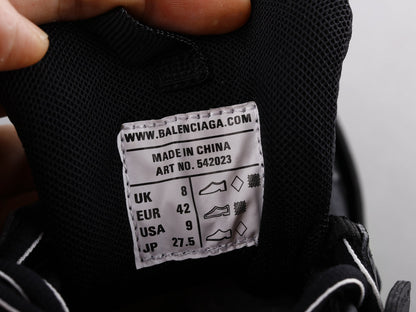 WWW.BALENCIAGA.COM
MADE IN CHINA
ART NO. 542023
UK 8
EUR 42
USA 9
JP 27.5